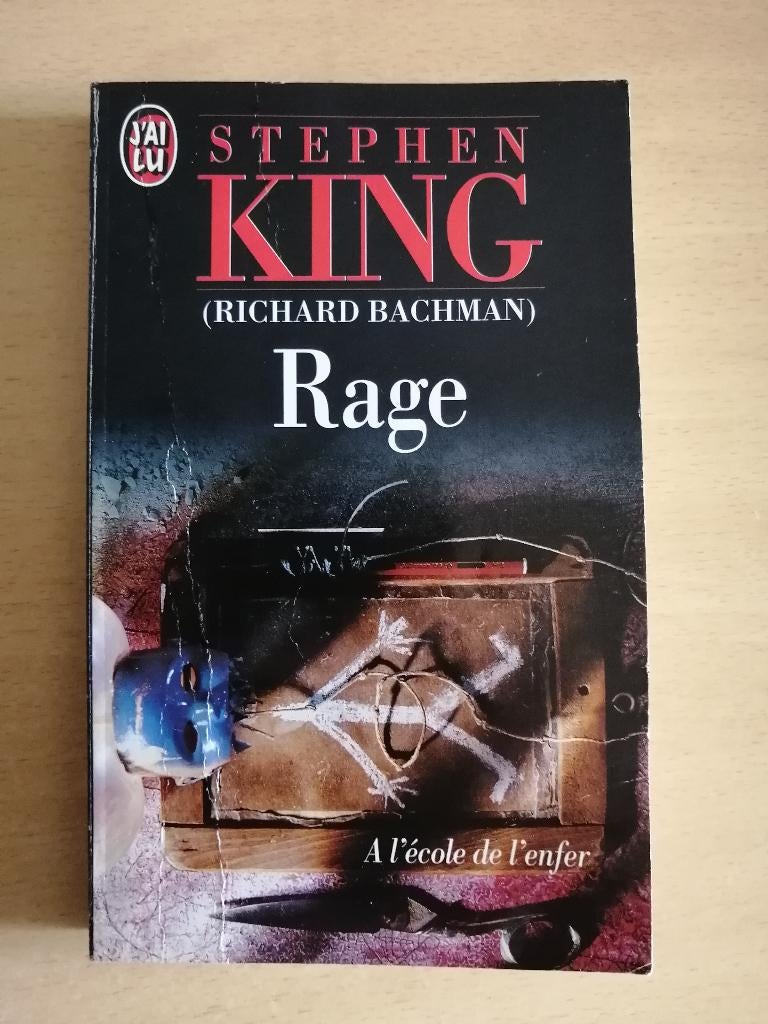 J'AI
LU
STEPHEN
KING
(RICHARD BACHMAN)
Rage
A l'école de l'enfer